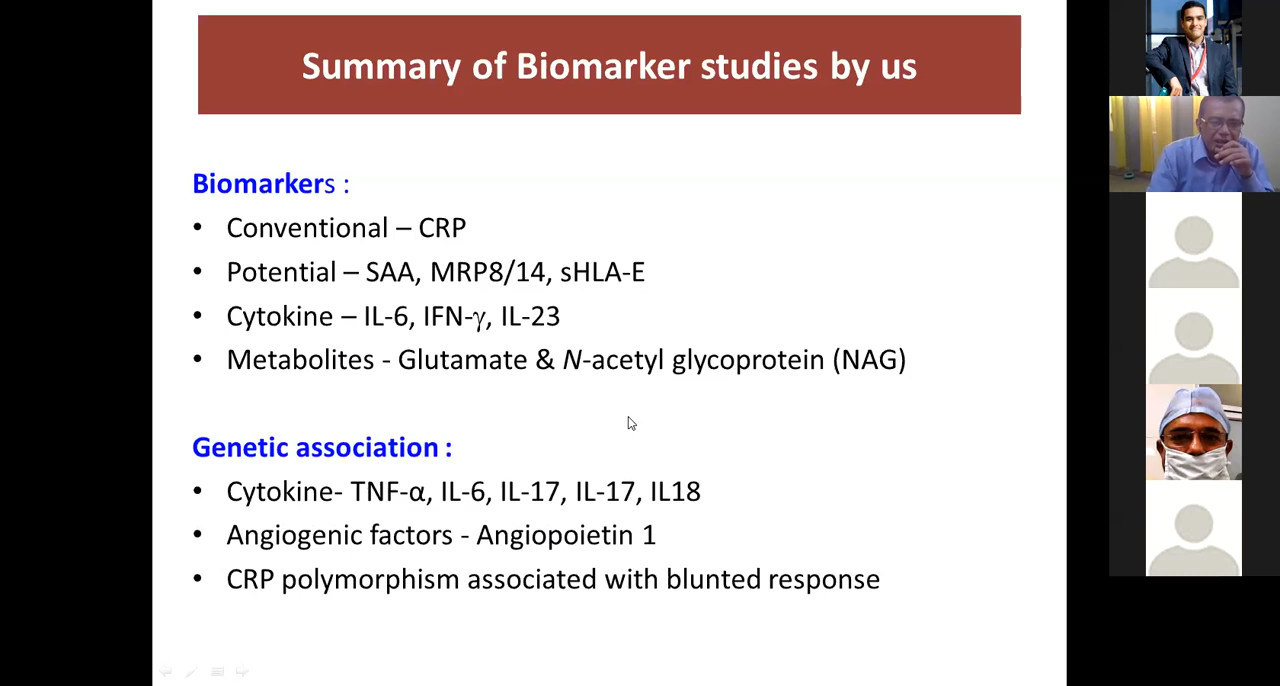 Summary of Biomarker studies by us
Biomarkers :
• Conventional – CRP
• Potential – SAA, MRP8/14, sHLA-E
• Cytokine – IL-6, IFN-γ, IL-23
• Metabolites - Glutamate & N-acetyl glycoprotein (NAG)
Genetic association :
• Cytokine- TNF-α, IL-6, IL-17, IL-17, IL18
• Angiogenic factors - Angiopoietin 1
• CRP polymorphism associated with blunted response